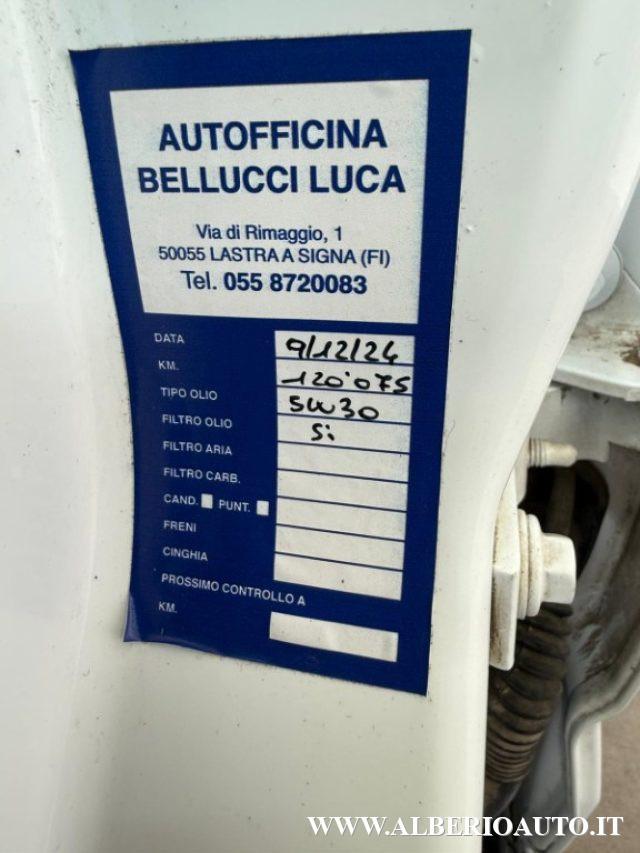 AUTOFFICINA
BELLUCCI LUCA
Via di Rimaggio, 1
50055 LASTRA A SIGNA (FI)
Tel. 055 8720083
DATA 9/12/24
KM. 120'075
TIPO OLIO 5W30
FILTRO OLIO Si
FILTRO ARIA
FILTRO CARB.
CAND. PUNT.
FRENI
CINGHIA
PROSSIMO CONTROLLO A
KM.
WWW.ALBERIOAUTO.IT